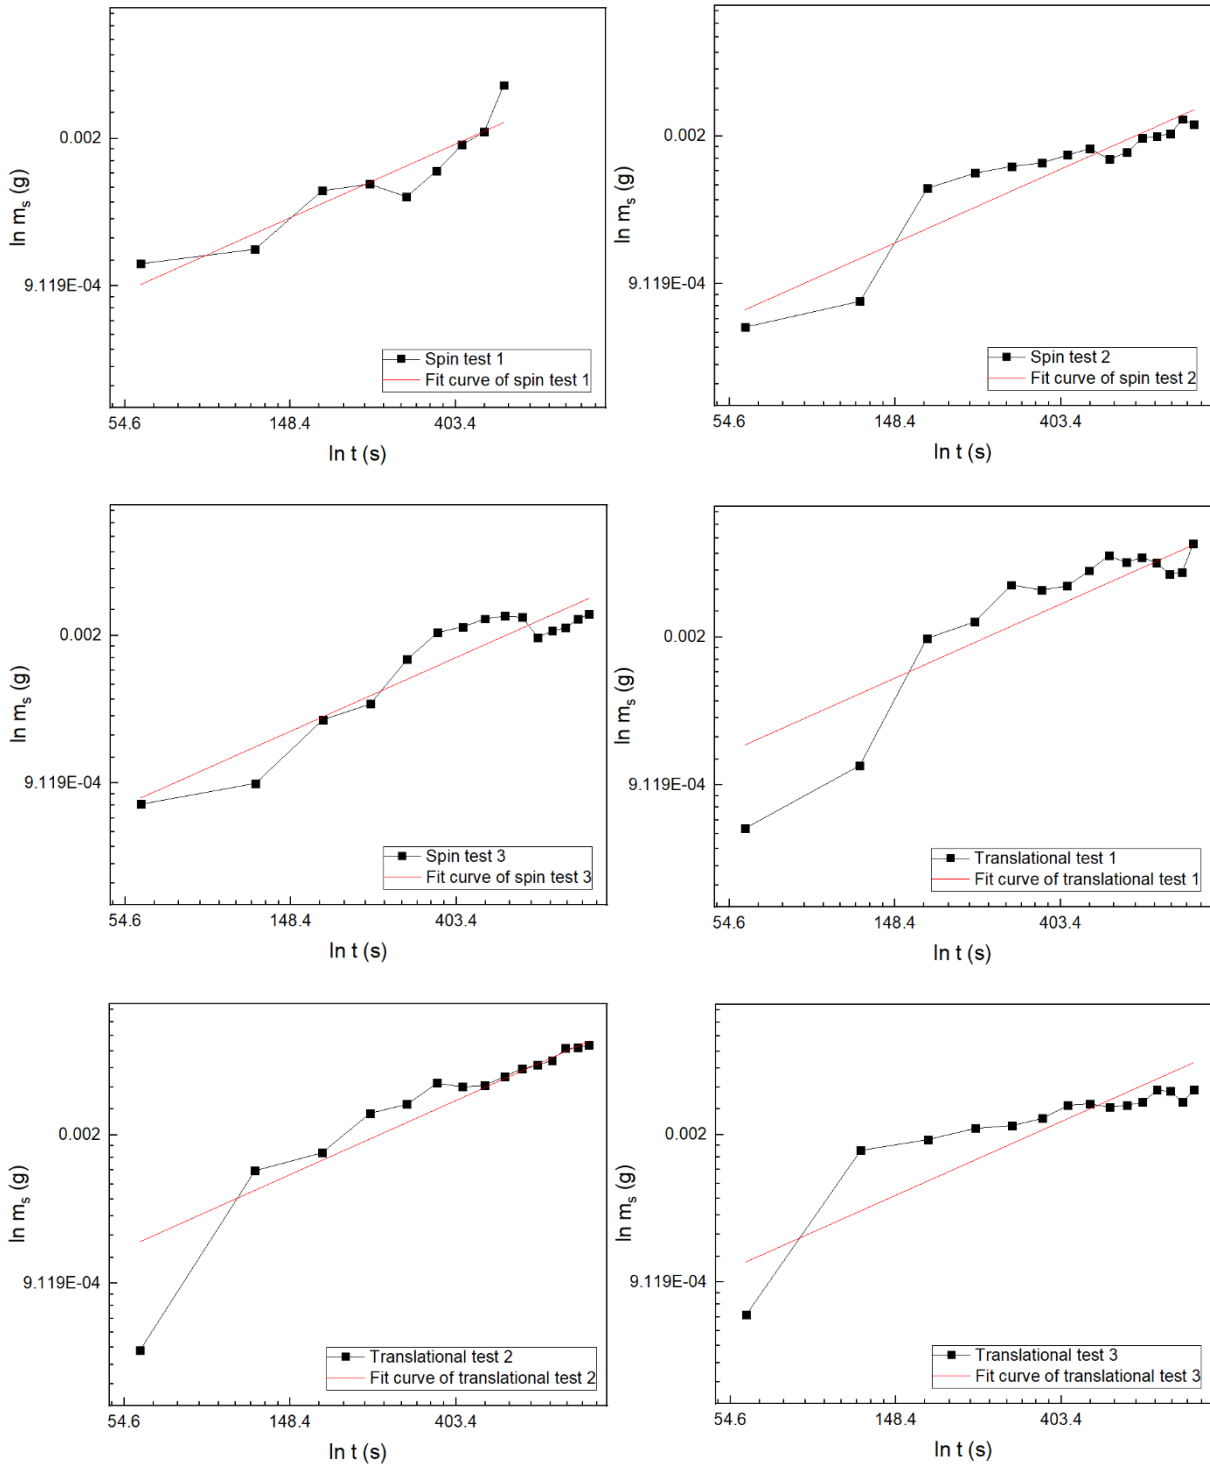 ln mₛ (g)
0.002
9.119E-04
Spin test 1
Fit curve of spin test 1
54.6
148.4
403.4
ln t (s)
ln mₛ (g)
0.002
9.119E-04
Spin test 2
Fit curve of spin test 2
54.6
148.4
403.4
ln t (s)
ln mₛ (g)
0.002
9.119E-04
Spin test 3
Fit curve of spin test 3
54.6
148.4
403.4
ln t (s)
ln mₛ (g)
0.002
9.119E-04
Translational test 1
Fit curve of translational test 1
54.6
148.4
403.4
ln t (s)
ln mₛ (g)
0.002
9.119E-04
Translational test 2
Fit curve of translational test 2
54.6
148.4
403.4
ln t (s)
ln mₛ (g)
0.002
9.119E-04
Translational test 3
Fit curve of translational test 3
54.6
148.4
403.4
ln t (s)